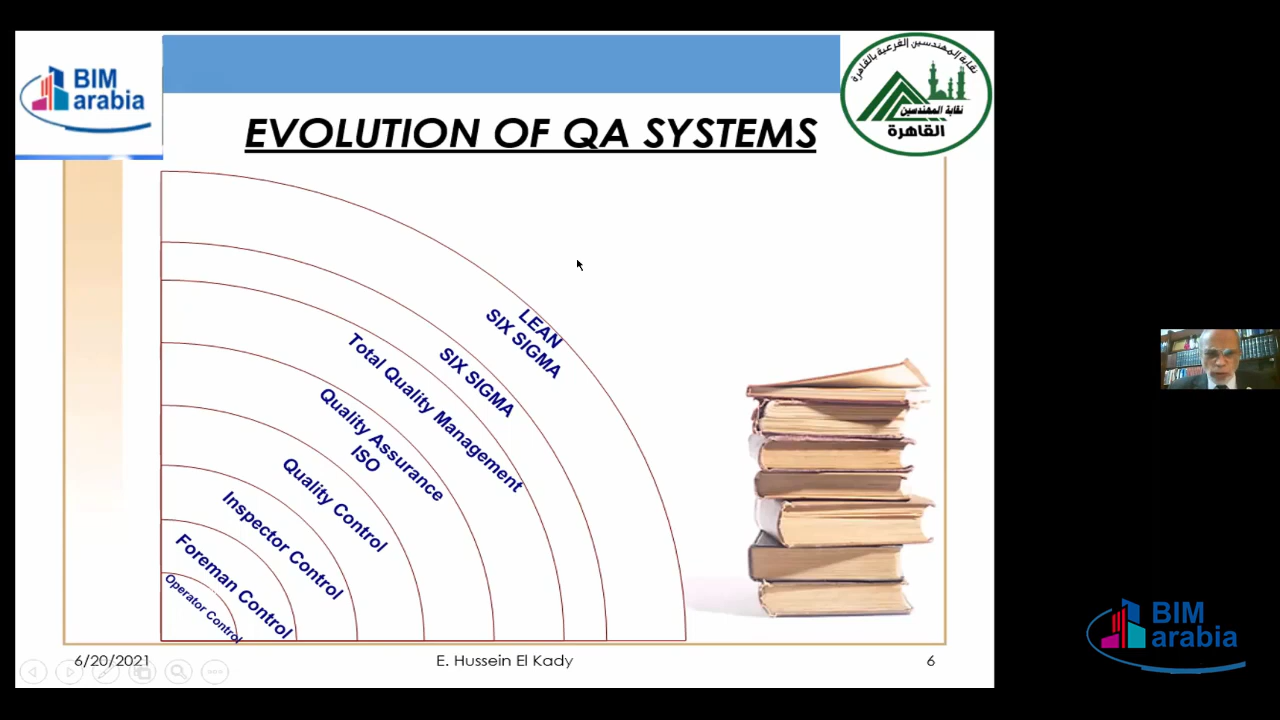 BIM
arabia
نقابة المهندسين الفرعية بالقاهرة
نقابة المهندسين
القاهرة
EVOLUTION OF QA SYSTEMS
LEAN
SIX SIGMA
SIX SIGMA
Total Quality Management
Quality Assurance
ISO
Quality Control
Inspector Control
Foreman Control
Operator Control
6/20/2021
E. Hussein El Kady
6
BIM
arabia